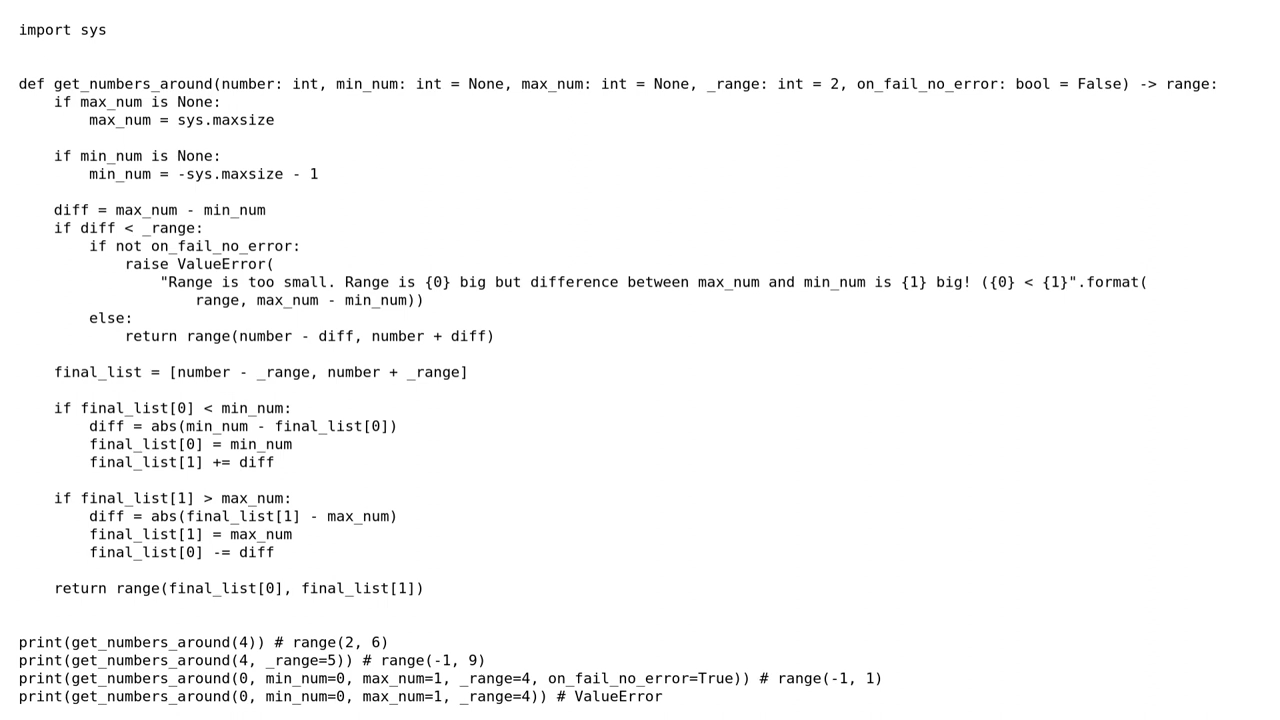 import sys


def get_numbers_around(number: int, min_num: int = None, max_num: int = None, _range: int = 2, on_fail_no_error: bool = False) -> range:
    if max_num is None:
        max_num = sys.maxsize

    if min_num is None:
        min_num = -sys.maxsize - 1

    diff = max_num - min_num
    if diff < _range:
        if not on_fail_no_error:
            raise ValueError(
                "Range is too small. Range is {0} big but difference between max_num and min_num is {1} big! ({0} < {1}".format(
                    range, max_num - min_num))
        else:
            return range(number - diff, number + diff)

    final_list = [number - _range, number + _range]

    if final_list[0] < min_num:
        diff = abs(min_num - final_list[0])
        final_list[0] = min_num
        final_list[1] += diff

    if final_list[1] > max_num:
        diff = abs(final_list[1] - max_num)
        final_list[1] = max_num
        final_list[0] -= diff

    return range(final_list[0], final_list[1])


print(get_numbers_around(4)) # range(2, 6)
print(get_numbers_around(4, _range=5)) # range(-1, 9)
print(get_numbers_around(0, min_num=0, max_num=1, _range=4, on_fail_no_error=True)) # range(-1, 1)
print(get_numbers_around(0, min_num=0, max_num=1, _range=4)) # ValueError